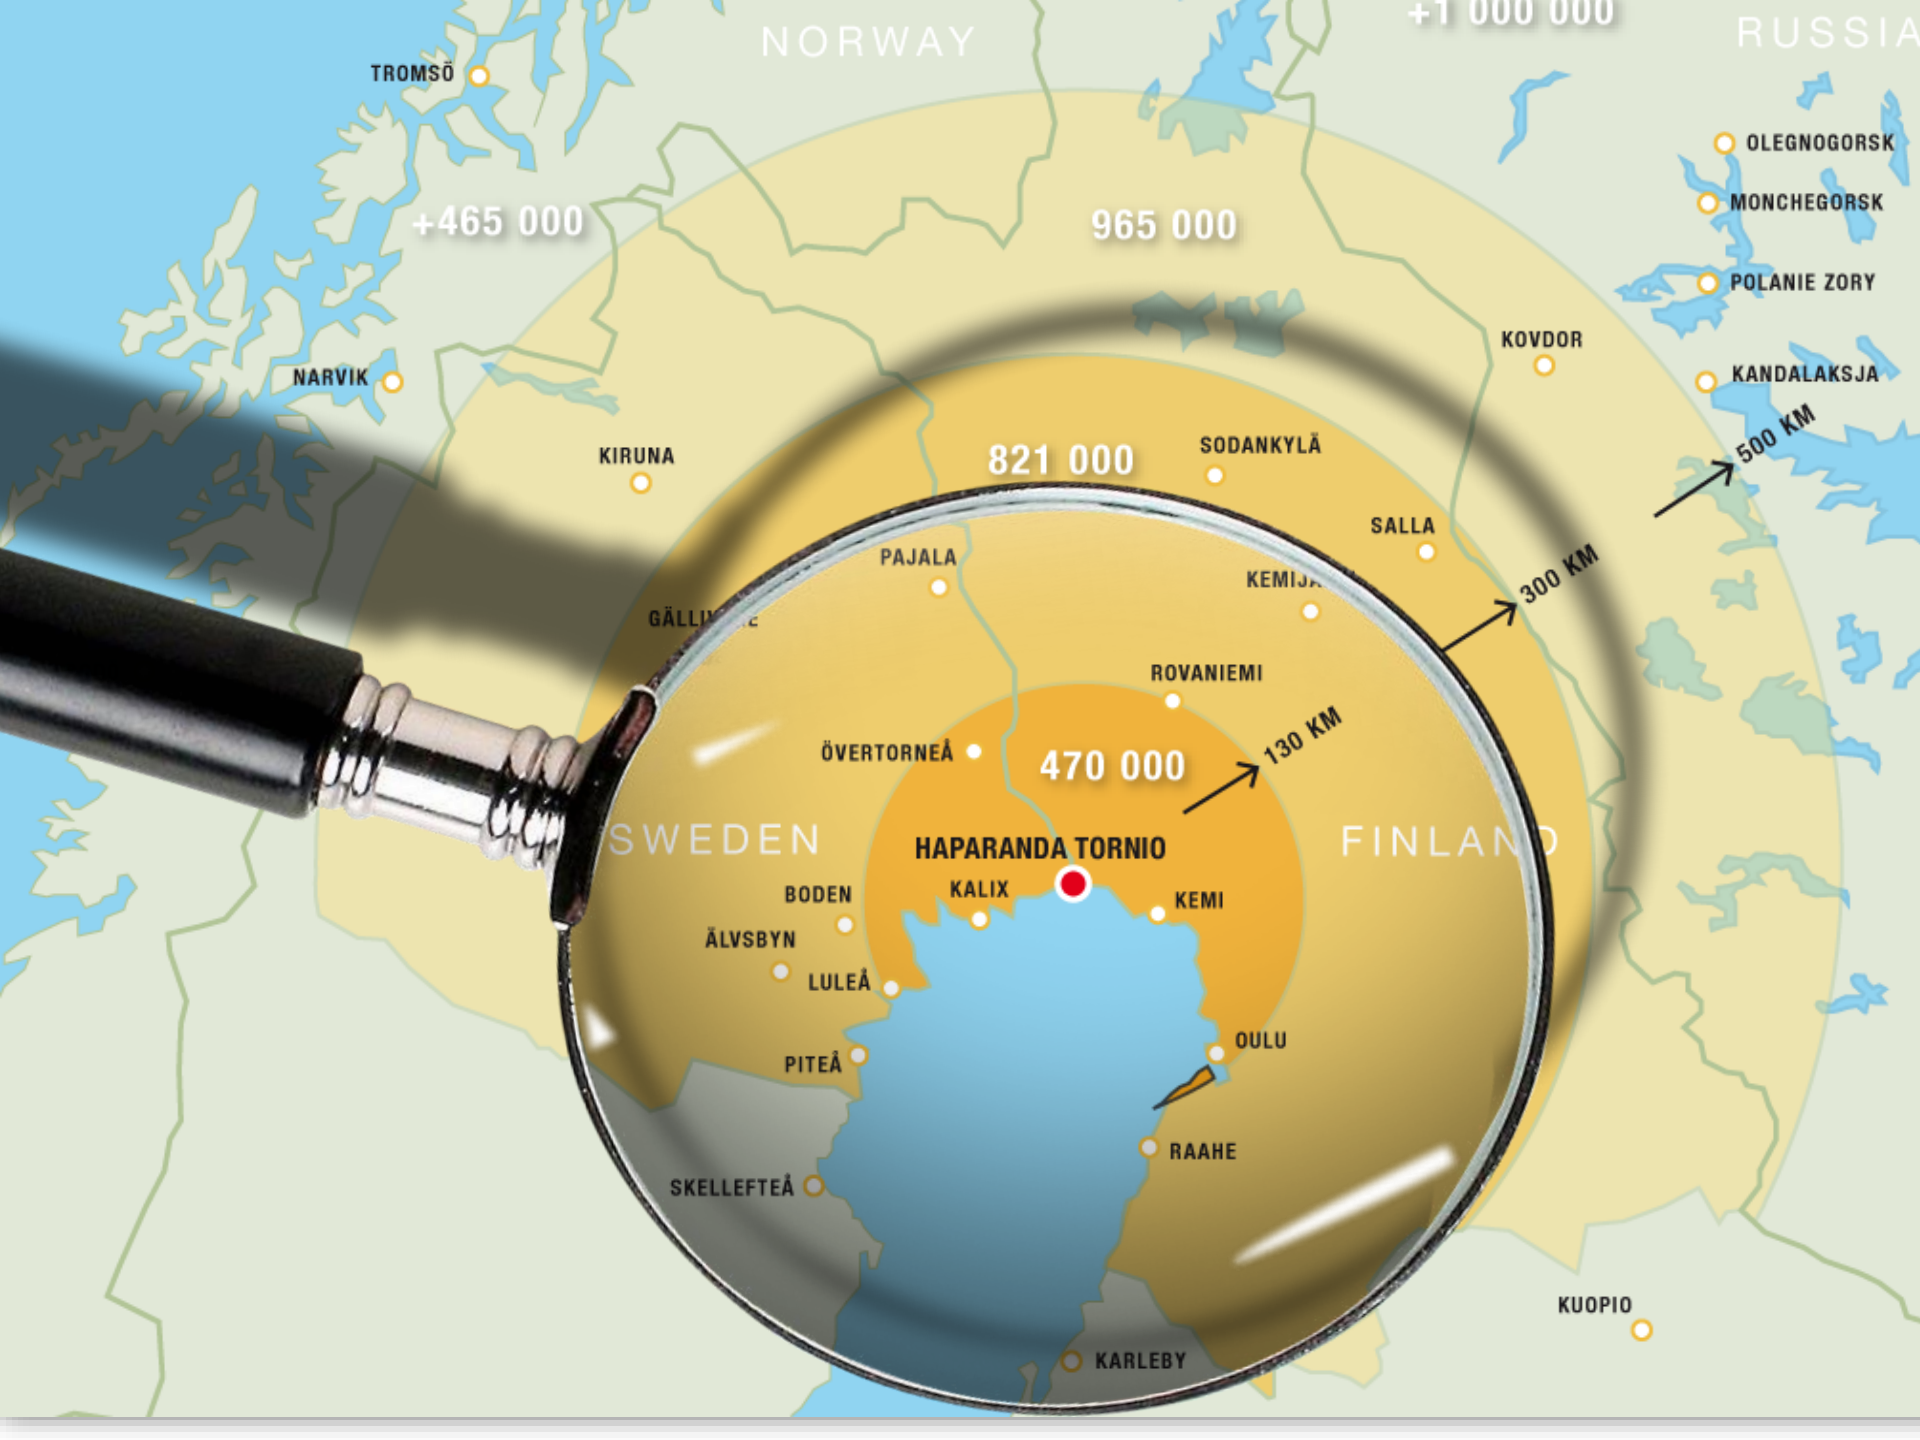 +1 000 000
RUSSIA
NORWAY
TROMSÖ
OLEGNOGORSK
MONCHEGORSK
+465 000
965 000
POLANIE ZORY
KOVDOR
NARVIK
KANDALAKSJA
500 KM
KIRUNA
821 000
SODANKYLÄ
SALLA
PAJALA
300 KM
ROVANIEMI
130 KM
ÖVERTORNEÅ
470 000
SWEDEN
FINLAND
HAPARANDA TORNIO
BODEN
KALIX
KEMI
ÄLVSBYN
LULEÅ
OULU
PITEÅ
RAAHE
SKELLEFTEÅ
KUOPIO
KARLEBY